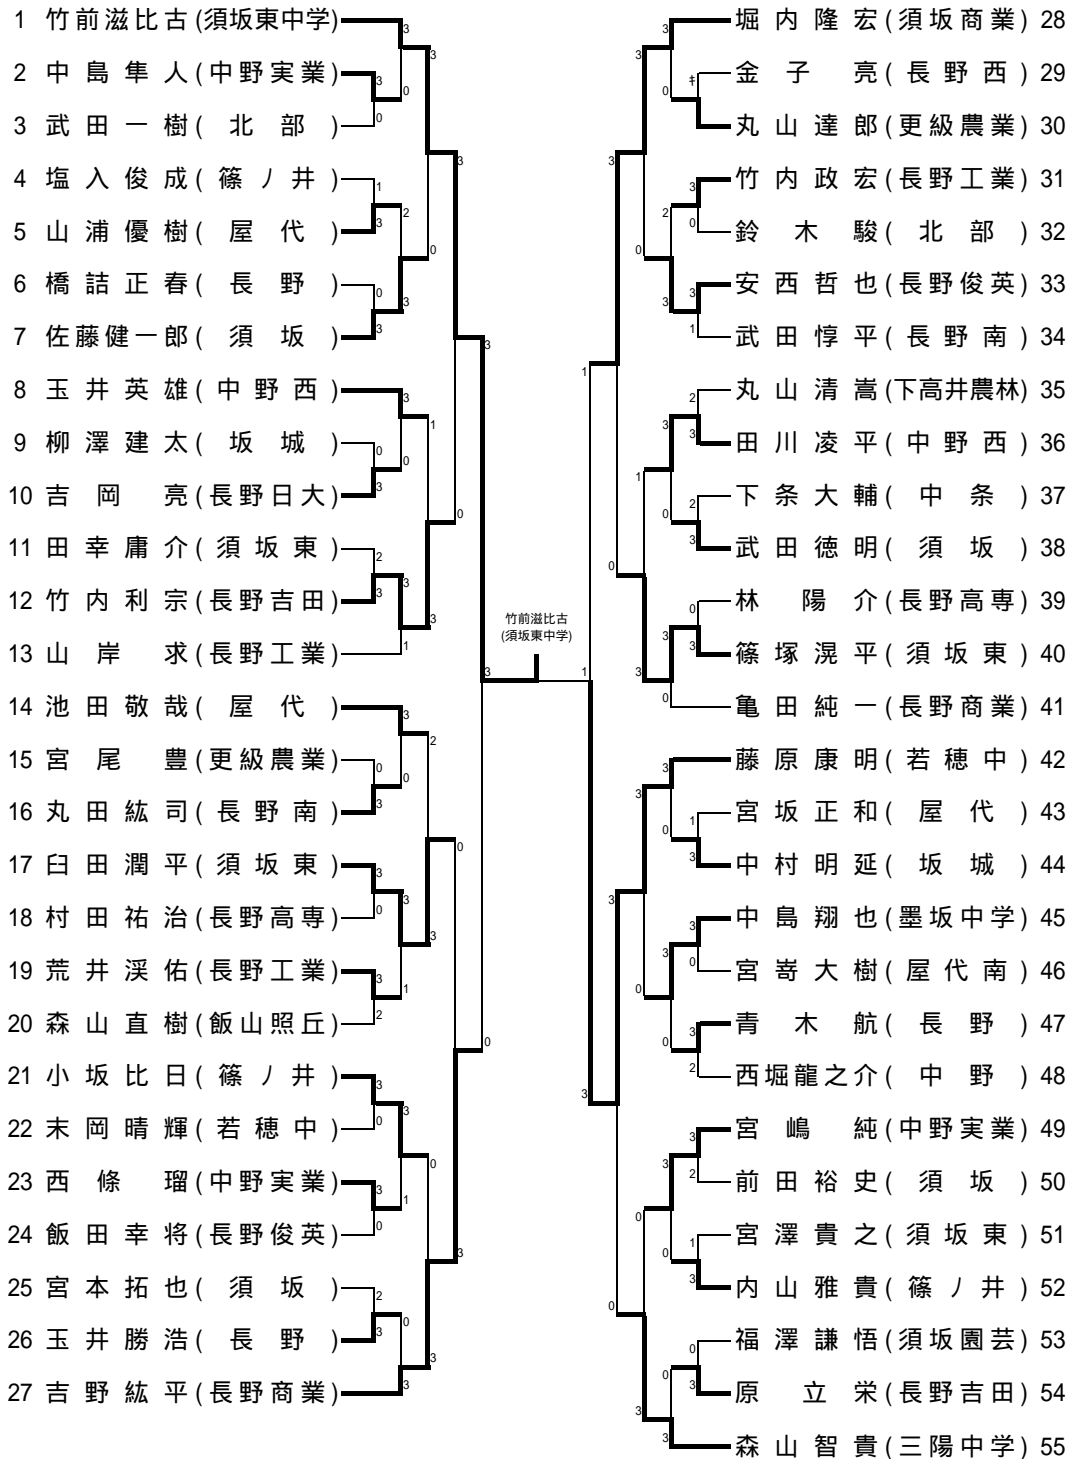 1 竹前滋比古(須坂東中学)
2 中島隼人(中野実業)
3 武田一樹(北部)
4 塩入俊成(篠ノ井)
5 山浦優樹(屋代)
6 橋詰正春(長野)
7 佐藤健一郎(須坂)
8 玉井英雄(中野西)
9 柳澤建太(坂城)
10 吉岡亮(長野日大)
11 田幸庸介(須坂東)
12 竹内利宗(長野吉田)
13 山岸求(長野工業)
14 池田敬哉(屋代)
15 宮尾豊(更級農業)
16 丸田紘司(長野南)
17 臼田潤平(須坂東)
18 村田祐治(長野高専)
19 荒井渓佑(長野工業)
20 森山直樹(飯山照丘)
21 小坂比日(篠ノ井)
22 末岡晴輝(若穂中)
23 西條瑠(中野実業)
24 飯田幸将(長野俊英)
25 宮本拓也(須坂)
26 玉井勝浩(長野)
27 吉野紘平(長野商業)
竹前滋比古
(須坂東中学)
堀内隆宏(須坂商業) 28
金子亮(長野西) 29
丸山達郎(更級農業) 30
竹内政宏(長野工業) 31
鈴木駿(北部) 32
安西哲也(長野俊英) 33
武田惇平(長野南) 34
丸山清嵩(下高井農林) 35
田川凌平(中野西) 36
下条大輔(中条) 37
武田徳明(須坂) 38
林陽介(長野高専) 39
篠塚滉平(須坂東) 40
亀田純一(長野商業) 41
藤原康明(若穂中) 42
宮坂正和(屋代) 43
中村明延(坂城) 44
中島翔也(墨坂中学) 45
宮嵜大樹(屋代南) 46
青木航(長野) 47
西堀龍之介(中野) 48
宮嶋純(中野実業) 49
前田裕史(須坂) 50
宮澤貴之(須坂東) 51
内山雅貴(篠ノ井) 52
福澤謙悟(須坂園芸) 53
原立栄(長野吉田) 54
森山智貴(三陽中学) 55